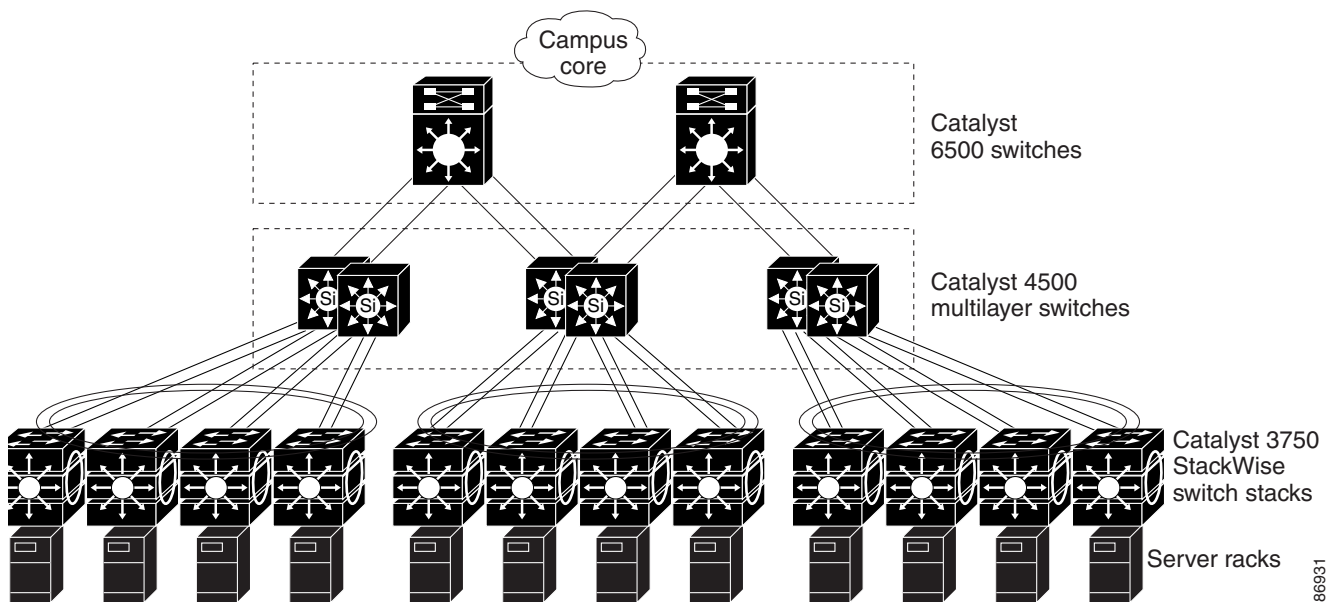 Campus
core
Catalyst
6500 switches
Si
Si
Si
Si
Si
Si
Catalyst 4500
multilayer switches
Catalyst 3750
StackWise
switch stacks
Server racks
86931